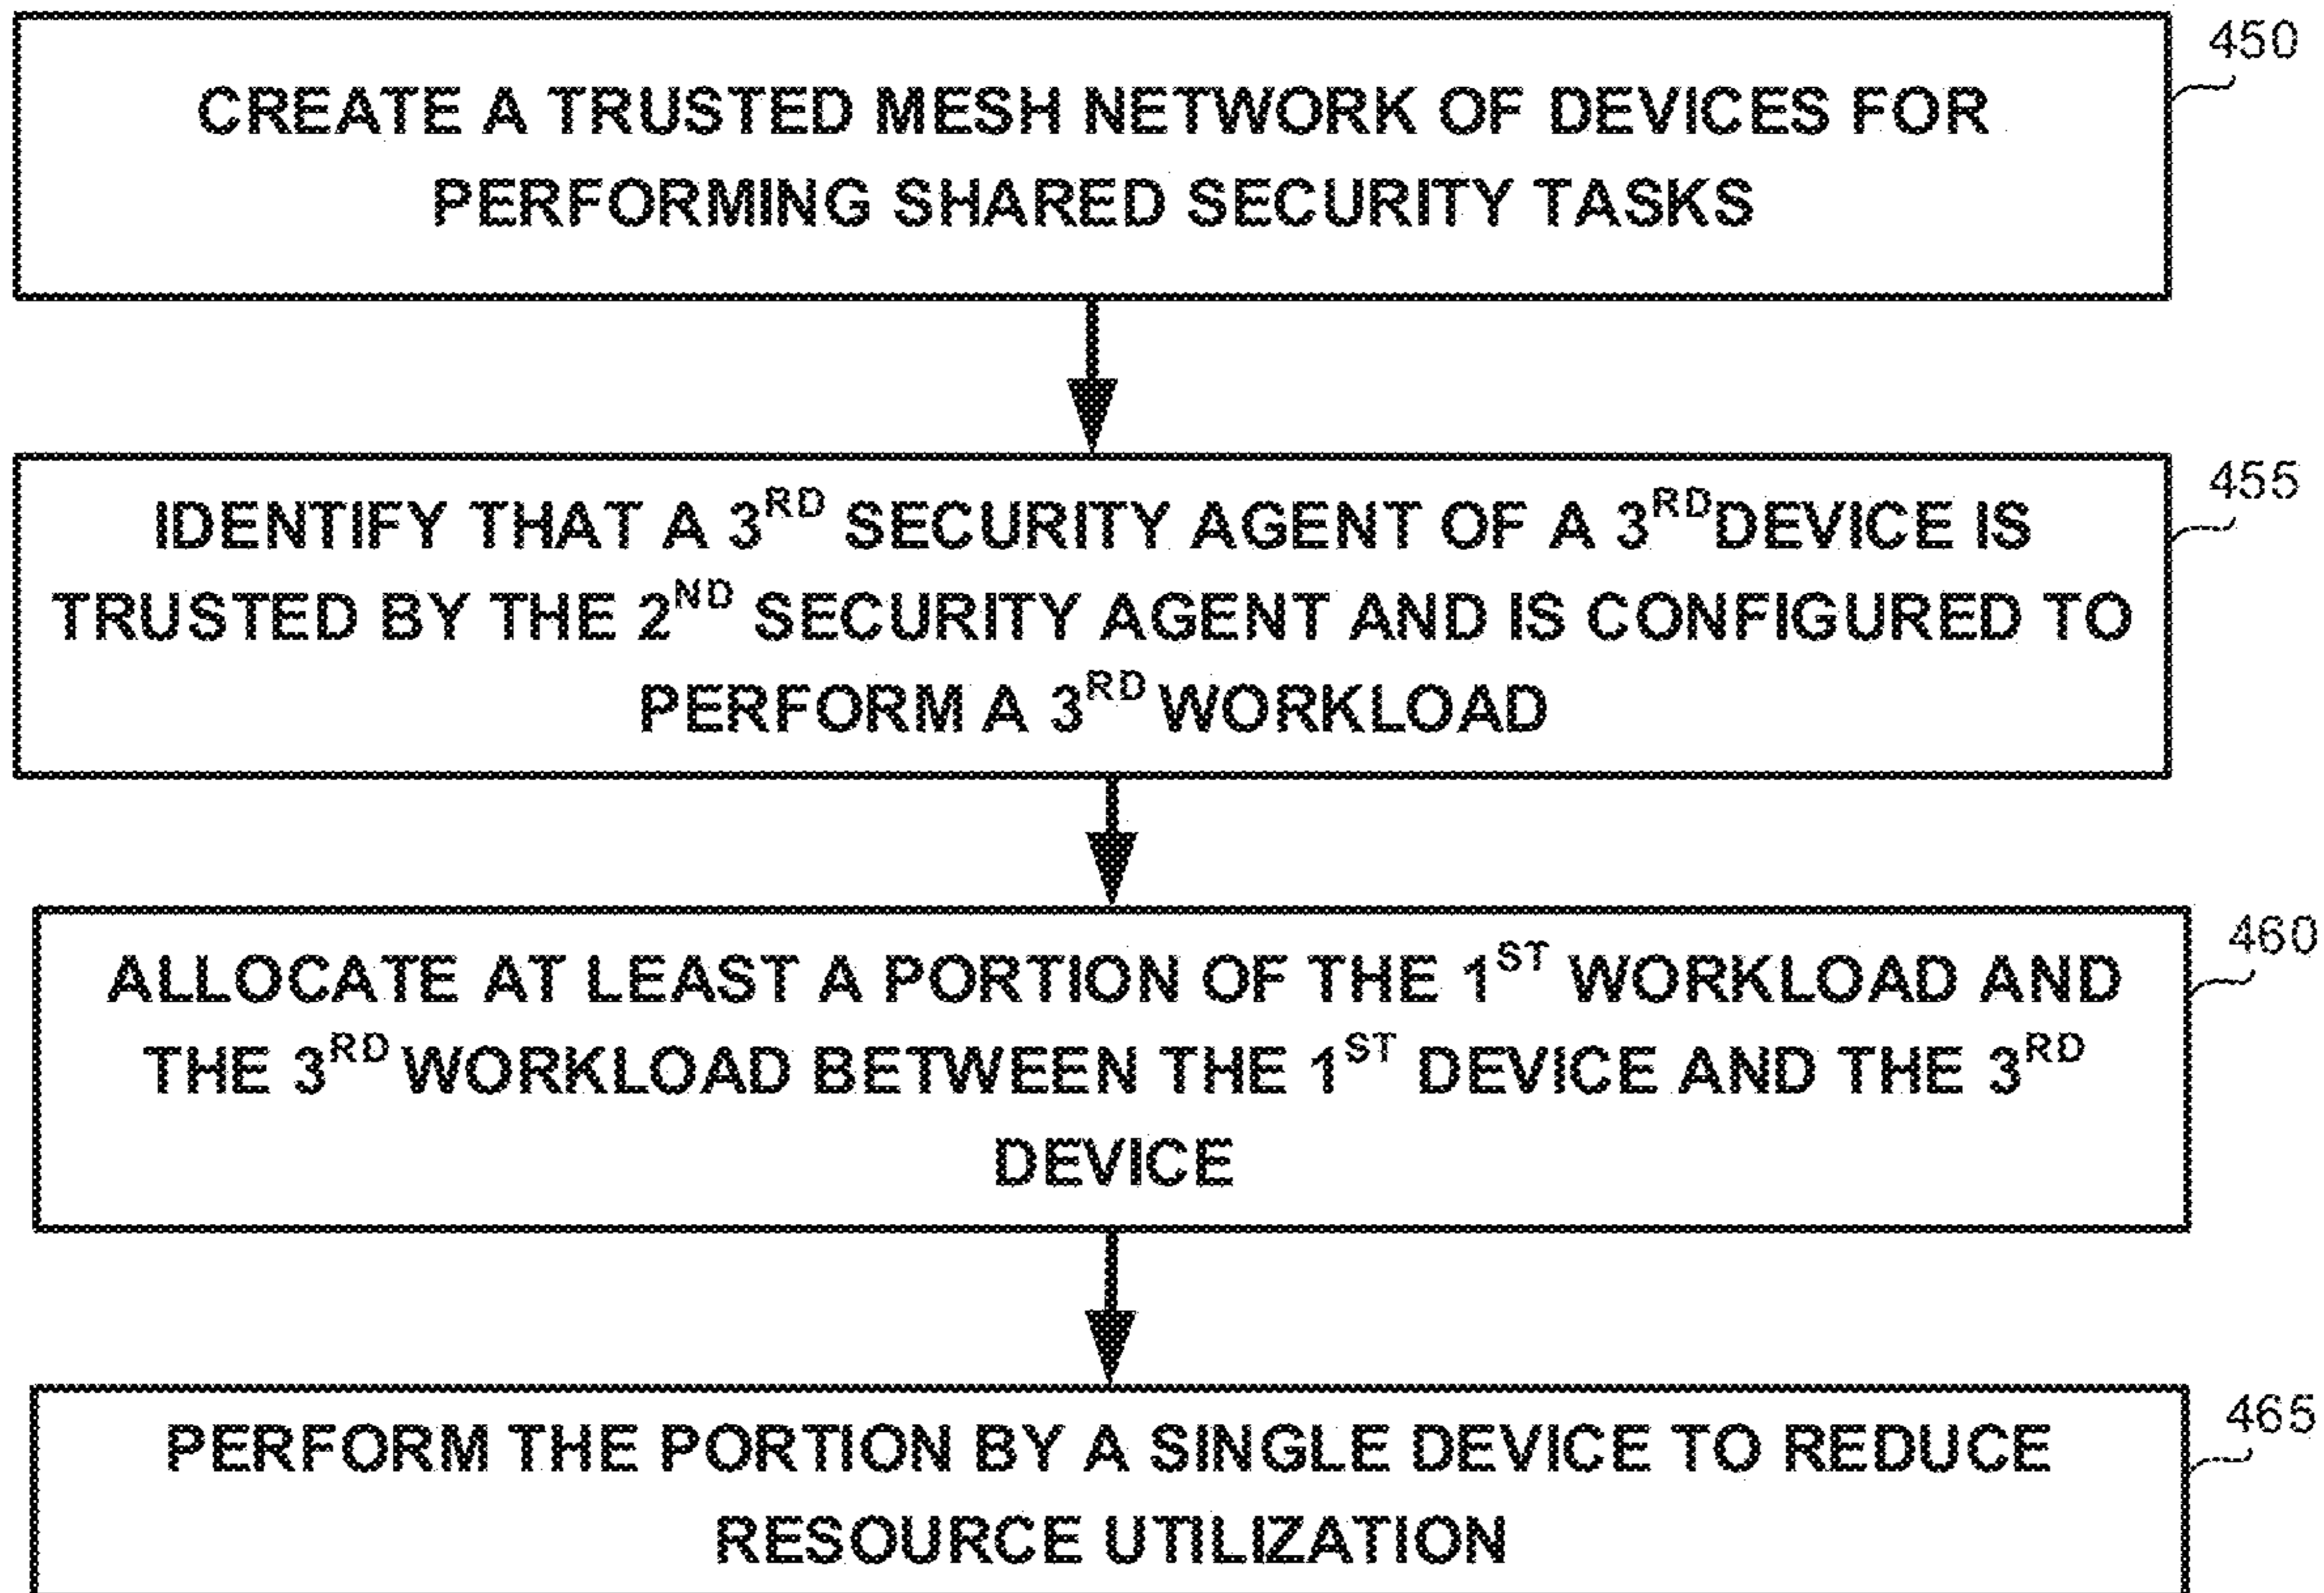 450
CREATE A TRUSTED MESH NETWORK OF DEVICES FOR
PERFORMING SHARED SECURITY TASKS
455
IDENTIFY THAT A 3RD SECURITY AGENT OF A 3RD DEVICE IS
TRUSTED BY THE 2ND SECURITY AGENT AND IS CONFIGURED TO
PERFORM A 3RD WORKLOAD
460
ALLOCATE AT LEAST A PORTION OF THE 1ST WORKLOAD AND
THE 3RD WORKLOAD BETWEEN THE 1ST DEVICE AND THE 3RD
DEVICE
465
PERFORM THE PORTION BY A SINGLE DEVICE TO REDUCE
RESOURCE UTILIZATION